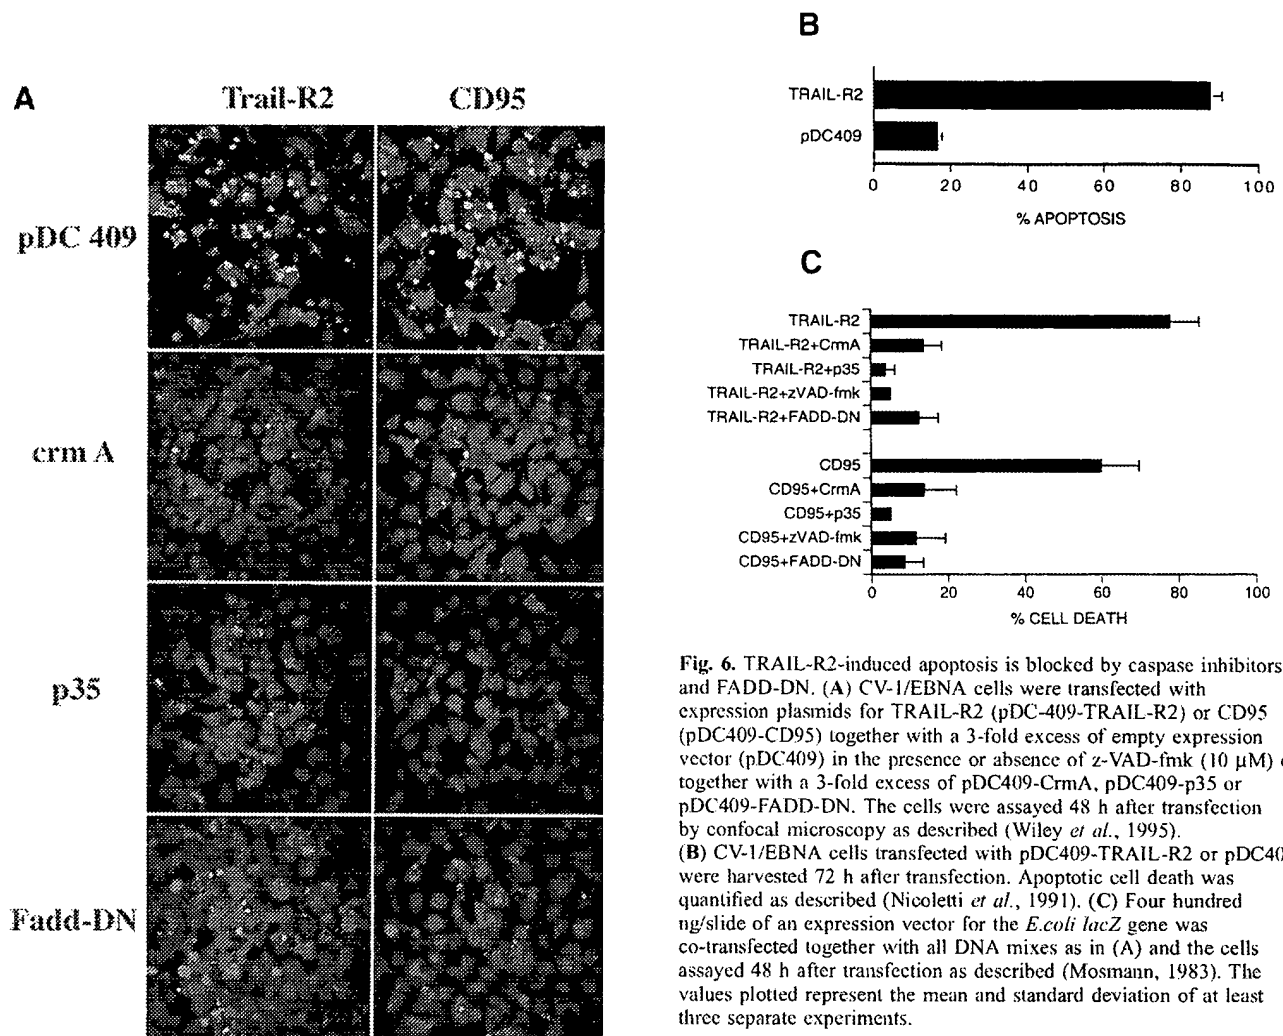 A
Trail-R2 CD95
pDC 409
crm A
p35
Fadd-DN
B
TRAIL-R2
pDC409
0 20 40 60 80 100
% APOPTOSIS
C
TRAIL-R2
TRAIL-R2+CrmA
TRAIL-R2+p35
TRAIL-R2+zVAD-fmk
TRAIL-R2+FADD-DN
CD95
CD95+CrmA
CD95+p35
CD95+zVAD-fmk
CD95+FADD-DN
0 20 40 60 80 100
% CELL DEATH
Fig. 6. TRAIL-R2-induced apoptosis is blocked by caspase inhibitors
and FADD-DN. (A) CV-1/EBNA cells were transfected with
expression plasmids for TRAIL-R2 (pDC-409-TRAIL-R2) or CD95
(pDC409-CD95) together with a 3-fold excess of empty expression
vector (pDC409) in the presence or absence of z-VAD-fmk (10 μM)
together with a 3-fold excess of pDC409-CrmA, pDC409-p35 or
pDC409-FADD-DN. The cells were assayed 48 h after transfection
by confocal microscopy as described (Wiley et al., 1995).
(B) CV-1/EBNA cells transfected with pDC409-TRAIL-R2 or
were harvested 72 h after transfection. Apoptotic cell death was
quantified as described (Nicoletti et al., 1991). (C) Four hundred
ng/slide of an expression vector for the E.coli lacZ gene was
co-transfected together with all DNA mixes as in (A) and the cells
assayed 48 h after transfection as described (Mosmann, 1983). The
values plotted represent the mean and standard deviation of at least
three separate experiments.